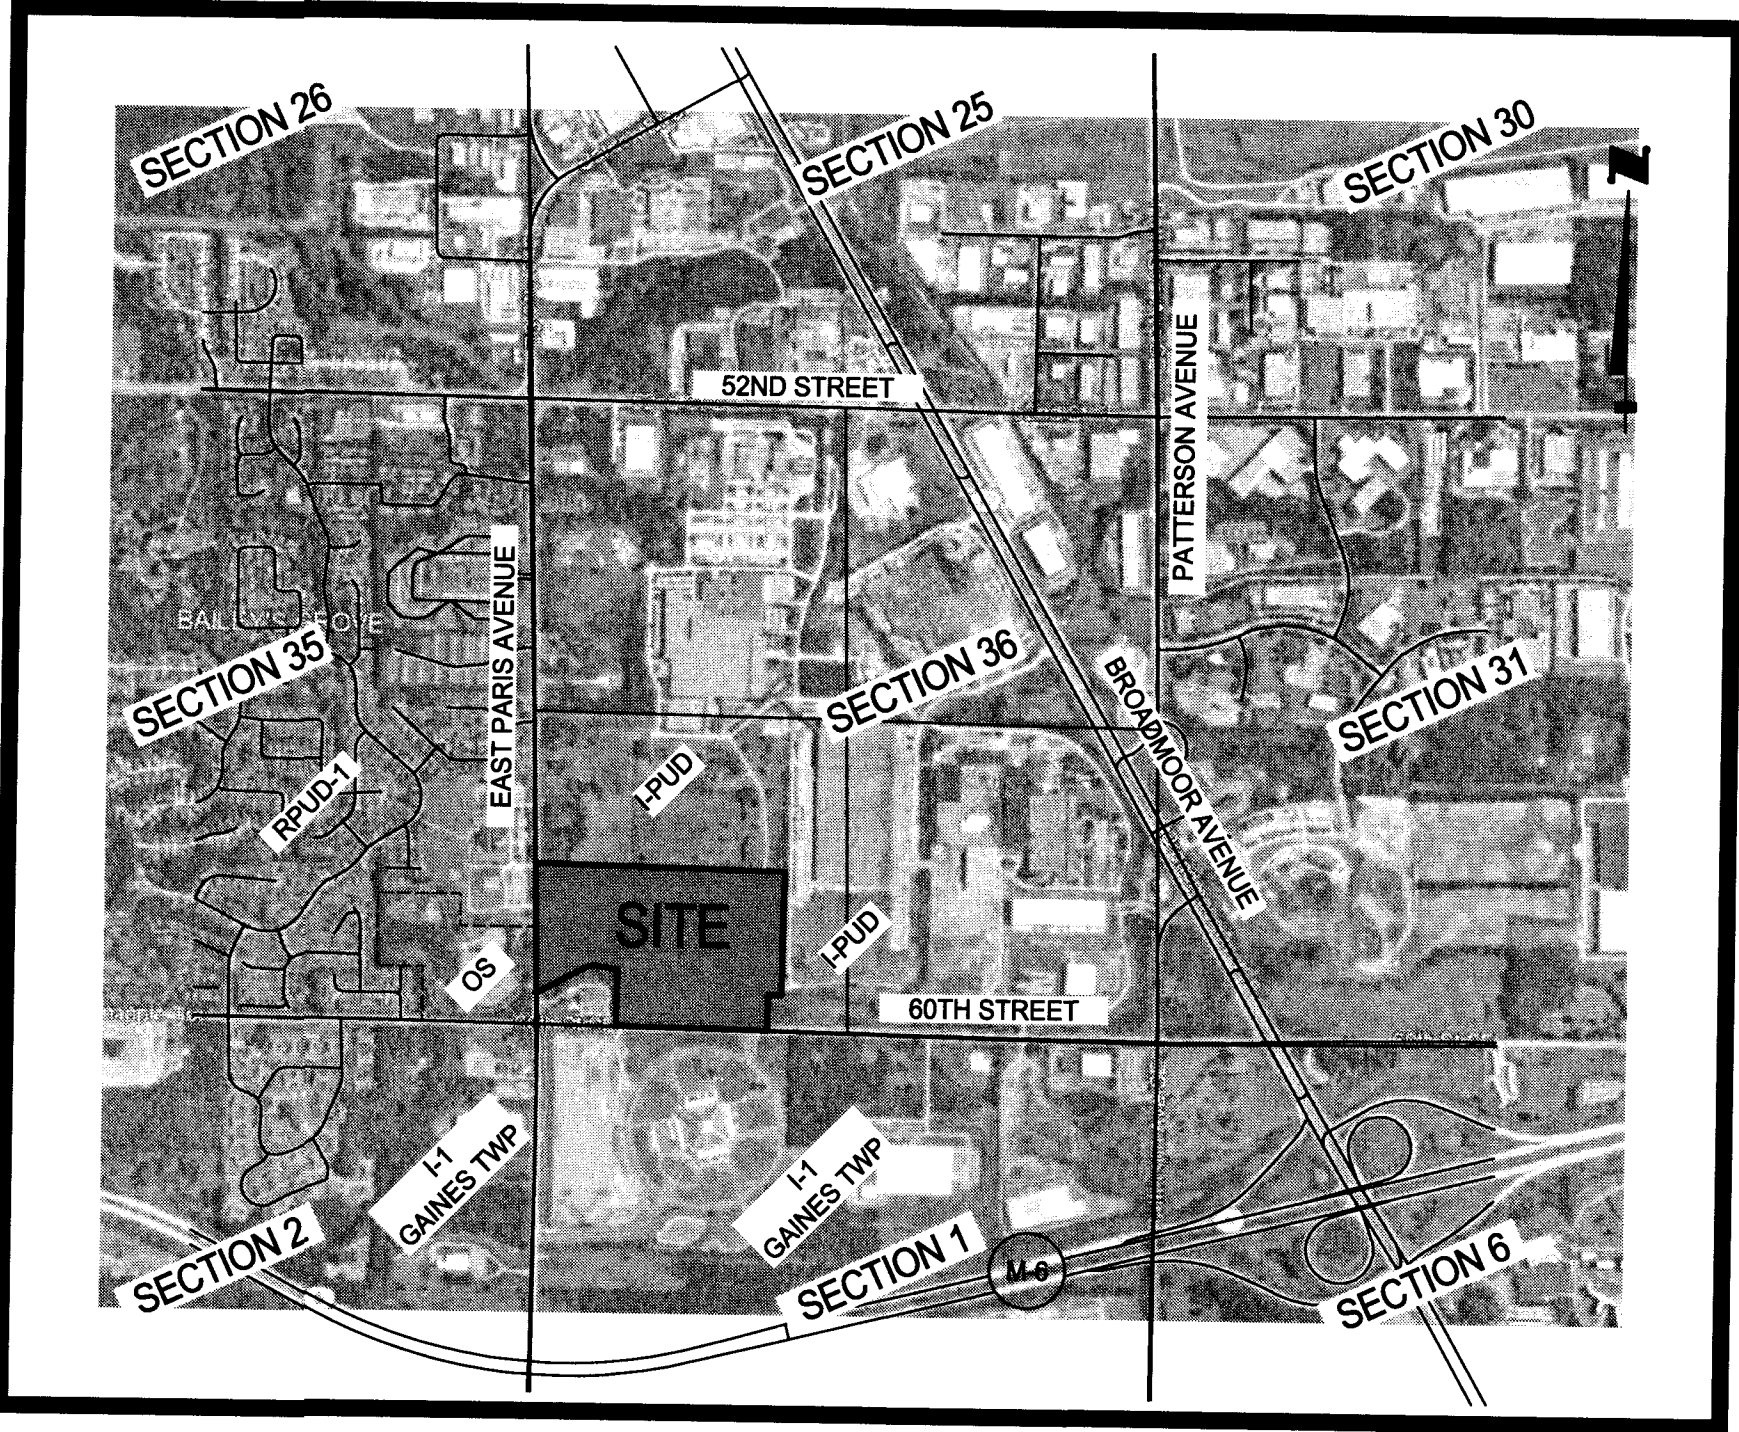 SECTION 26
SECTION 25
SECTION 30
N
52ND STREET
PATTERSON AVENUE
EAST PARIS AVENUE
SECTION 35
SECTION 36
SECTION 31
BROADMOOR AVENUE
I-PUD
RPUD-1
SITE
I-PUD
OS
60TH STREET
I-1
GAINES TWP
I-1
GAINES TWP
SECTION 2
SECTION 1
M-6
SECTION 6